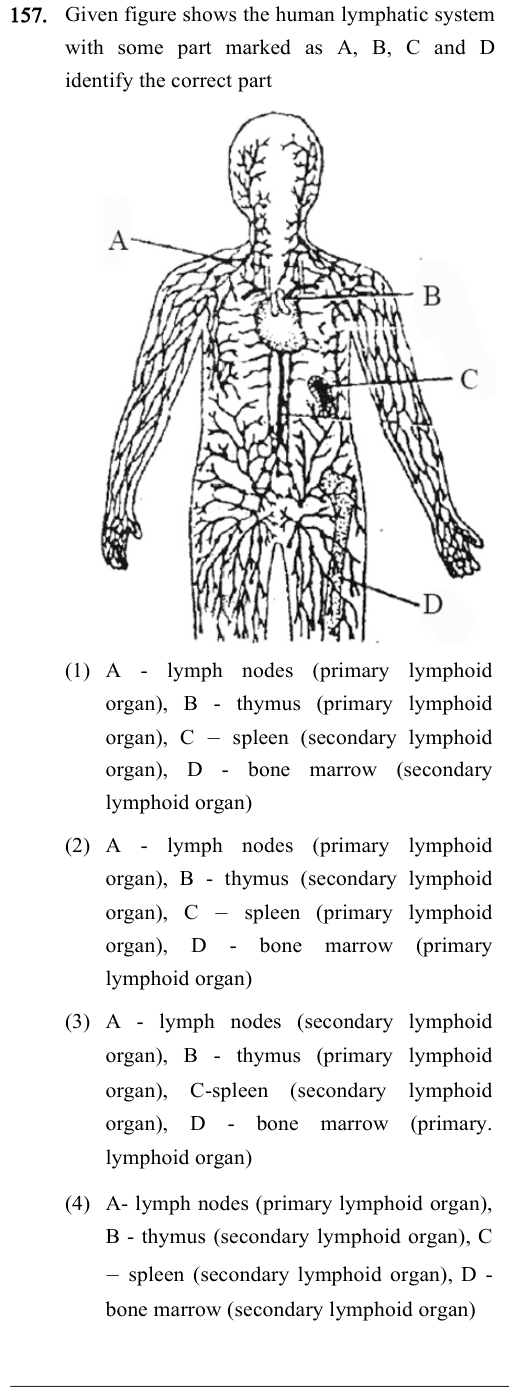 157. Given figure shows the human lymphatic system
with some part marked as A, B, C and D
identify the correct part
A
B
C
D
(1) A - lymph nodes (primary lymphoid
organ), B - thymus (primary lymphoid
organ), C – spleen (secondary lymphoid
organ), D - bone marrow (secondary
lymphoid organ)
(2) A - lymph nodes (primary lymphoid
organ), B - thymus (secondary lymphoid
organ), C – spleen (primary lymphoid
organ), D - bone marrow (primary
lymphoid organ)
(3) A - lymph nodes (secondary lymphoid
organ), B - thymus (primary lymphoid
organ), C-spleen (secondary lymphoid
organ), D - bone marrow (primary.
lymphoid organ)
(4) A- lymph nodes (primary lymphoid organ),
B - thymus (secondary lymphoid organ), C
– spleen (secondary lymphoid organ), D -
bone marrow (secondary lymphoid organ)